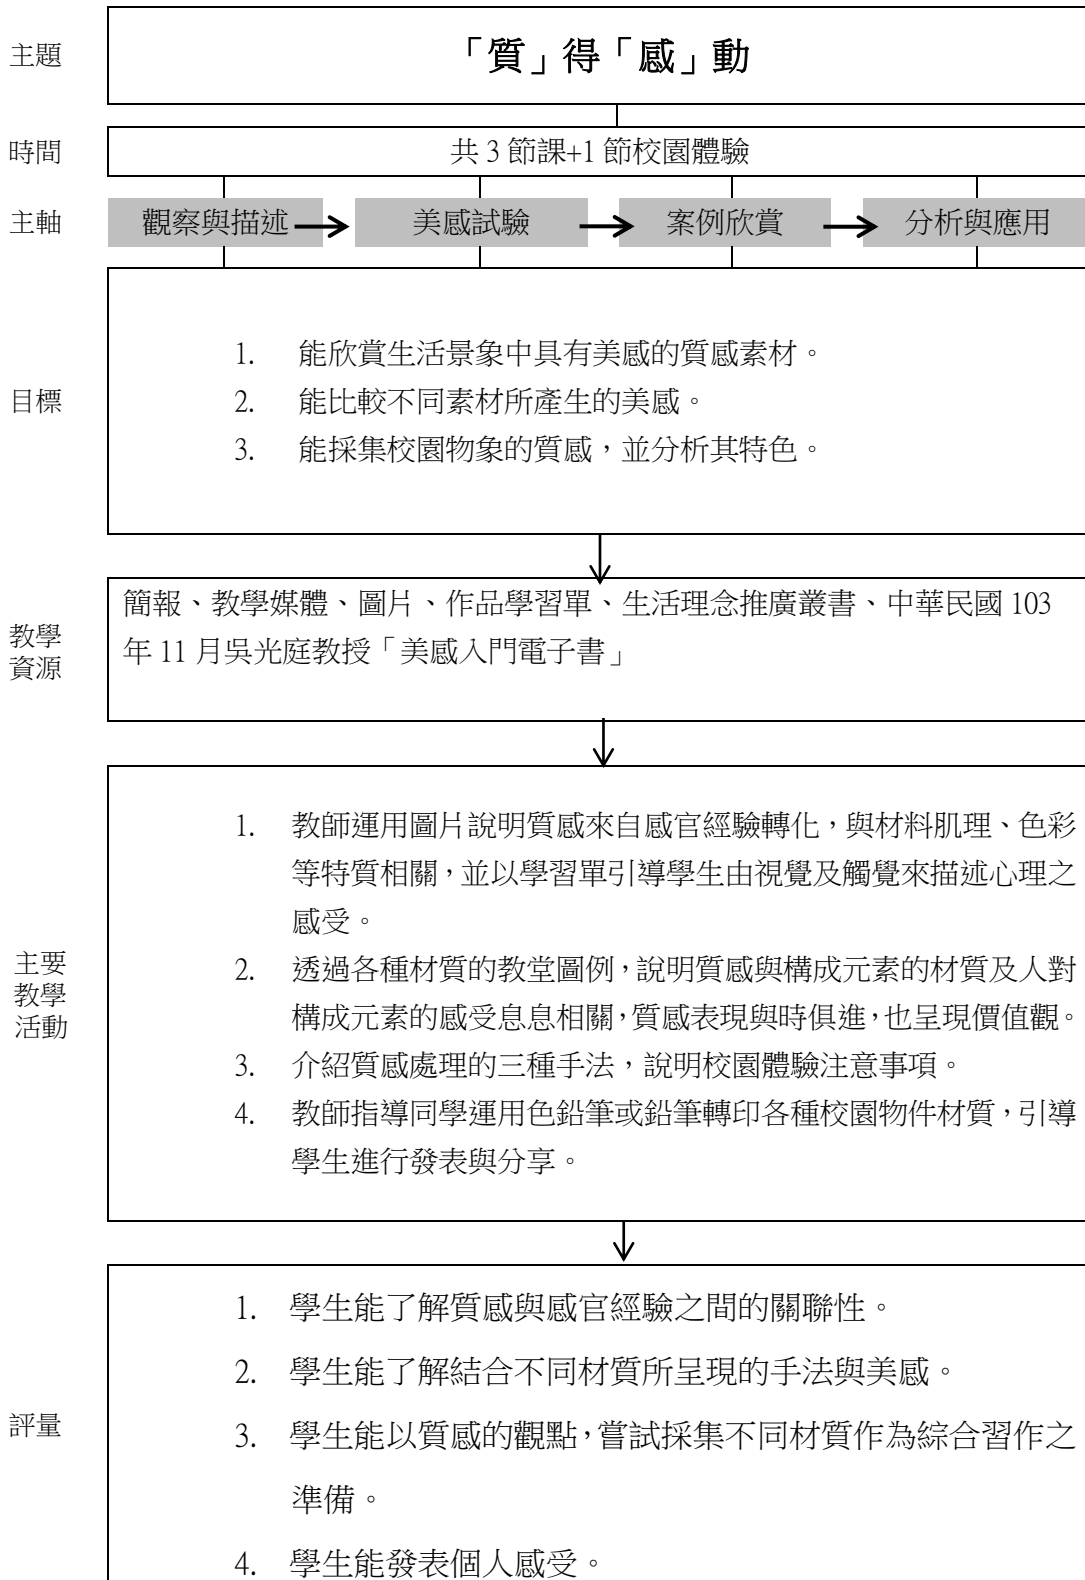 主題
「質」得「感」動
時間
共 3 節課+1 節校園體驗
主軸
觀察與描述
美感試驗
案例欣賞
分析與應用
目標
1. 能欣賞生活景象中具有美感的質感素材。
2. 能比較不同素材所產生的美感。
3. 能採集校園物象的質感，並分析其特色。
教學
資源
簡報、教學媒體、圖片、作品學習單、生活理念推廣叢書、中華民國 103
年 11 月吳光庭教授「美感入門電子書」
主要
教學
活動
1. 教師運用圖片說明質感來自感官經驗轉化，與材料肌理、色彩
等特質相關，並以學習單引導學生由視覺及觸覺來描述心理之
感受。
2. 透過各種材質的教堂圖例，說明質感與構成元素的材質及人對
構成元素的感受息息相關，質感表現與時俱進，也呈現價值觀。
3. 介紹質感處理的三種手法，說明校園體驗注意事項。
4. 教師指導同學運用色鉛筆或鉛筆轉印各種校園物件材質，引導
學生進行發表與分享。
評量
1. 學生能了解質感與感官經驗之間的關聯性。
2. 學生能了解結合不同材質所呈現的手法與美感。
3. 學生能以質感的觀點，嘗試採集不同材質作為綜合習作之
準備。
4. 學生能發表個人感受。